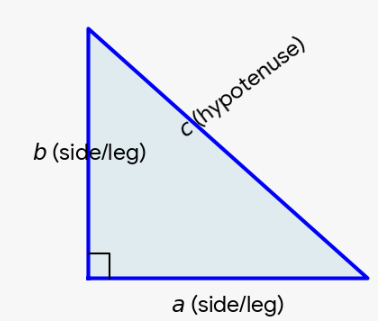 c (hypotenuse)
b (side/leg)
a (side/leg)